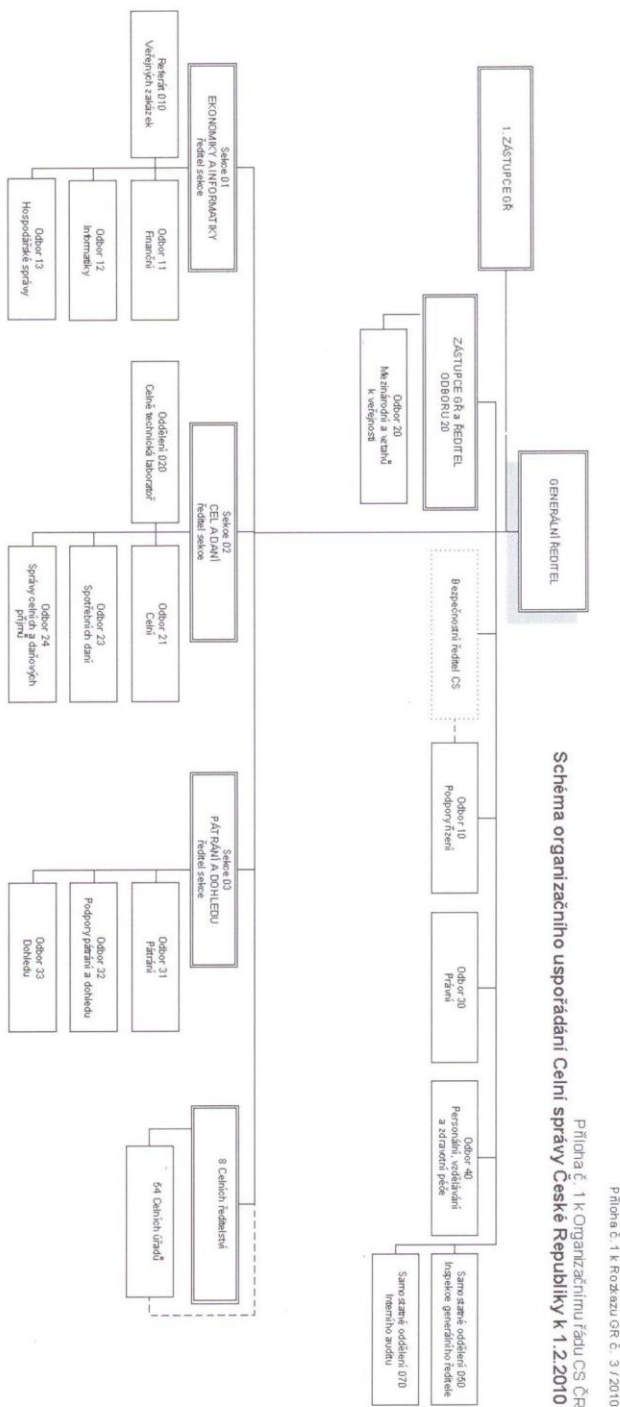 Příloha č. 1 k Rozkazu GŘ č. 3 / 2010
Příloha č. 1 k Organizačnímu řádu CS ČR
Schéma organizačního uspořádání Celní správy České Republiky k 1.2.2010
GENERÁLNÍ ŘEDITEL
1. ZÁSTUPCE GŘ
ZÁSTUPCE GŘ a ŘEDITEL
ODBORU 20
Odbor 20
Mezinárodní a vztahů
k veřejnosti
Bezpečnostní ředitel CS
Odbor 10
Podpory řízení
Odbor 30
Právní
Odbor 40
Personální, vzdělávání
a zdravotní péče
Samostatné oddělení 050
Inspekce generálního ředitele
Samostatné oddělení 070
Interního auditu
Sekce 01
EKONOMIKY A INFORMATIKY
ředitel sekce
Referát 010
Veřejných zakázek
Odbor 11
Finanční
Odbor 12
Informatiky
Odbor 13
Hospodářské správy
Sekce 02
CEL A DANÍ
ředitel sekce
Oddělení 020
Celně technická laboratoř
Odbor 21
Celní
Odbor 23
Spotřebních daní
Odbor 24
Správy celních a daňových
příjmů
Sekce 03
PÁTRÁNÍ A DOHLEDU
ředitel sekce
Odbor 31
Pátrání
Odbor 32
Podpory pátrání a dohledu
Odbor 33
Dohledu
8 Celních ředitelství
54 Celních úřadů